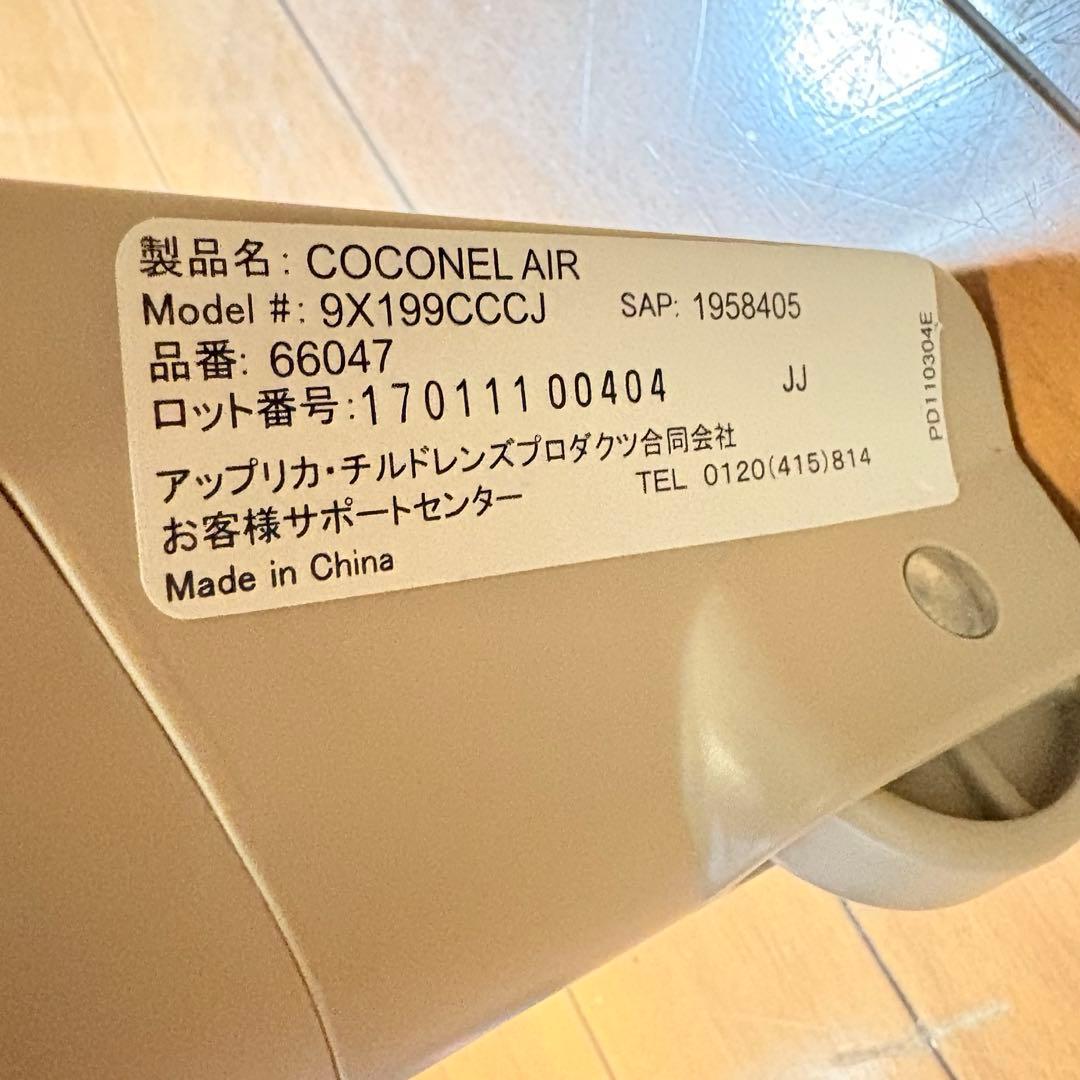 製品名: COCONEL AIR
Model #: 9X199CCCJ SAP: 1958405
品番: 66047
ロット番号:170111 00404 JJ
アップリカ・チルドレンズプロダクツ合同会社
お客様サポートセンター TEL 0120(415)814
Made in China
PD110304E